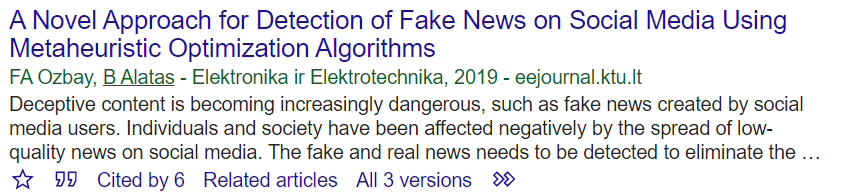 A Novel Approach for Detection of Fake News on Social Media Using
Metaheuristic Optimization Algorithms
FA Ozbay, B Alatas - Elektronika ir Elektrotechnika, 2019 - eejournal.ktu.lt
Deceptive content is becoming increasingly dangerous, such as fake news created by social
media users. Individuals and society have been affected negatively by the spread of low-
quality news on social media. The fake and real news needs to be detected to eliminate the …
Cited by 6 Related articles All 3 versions